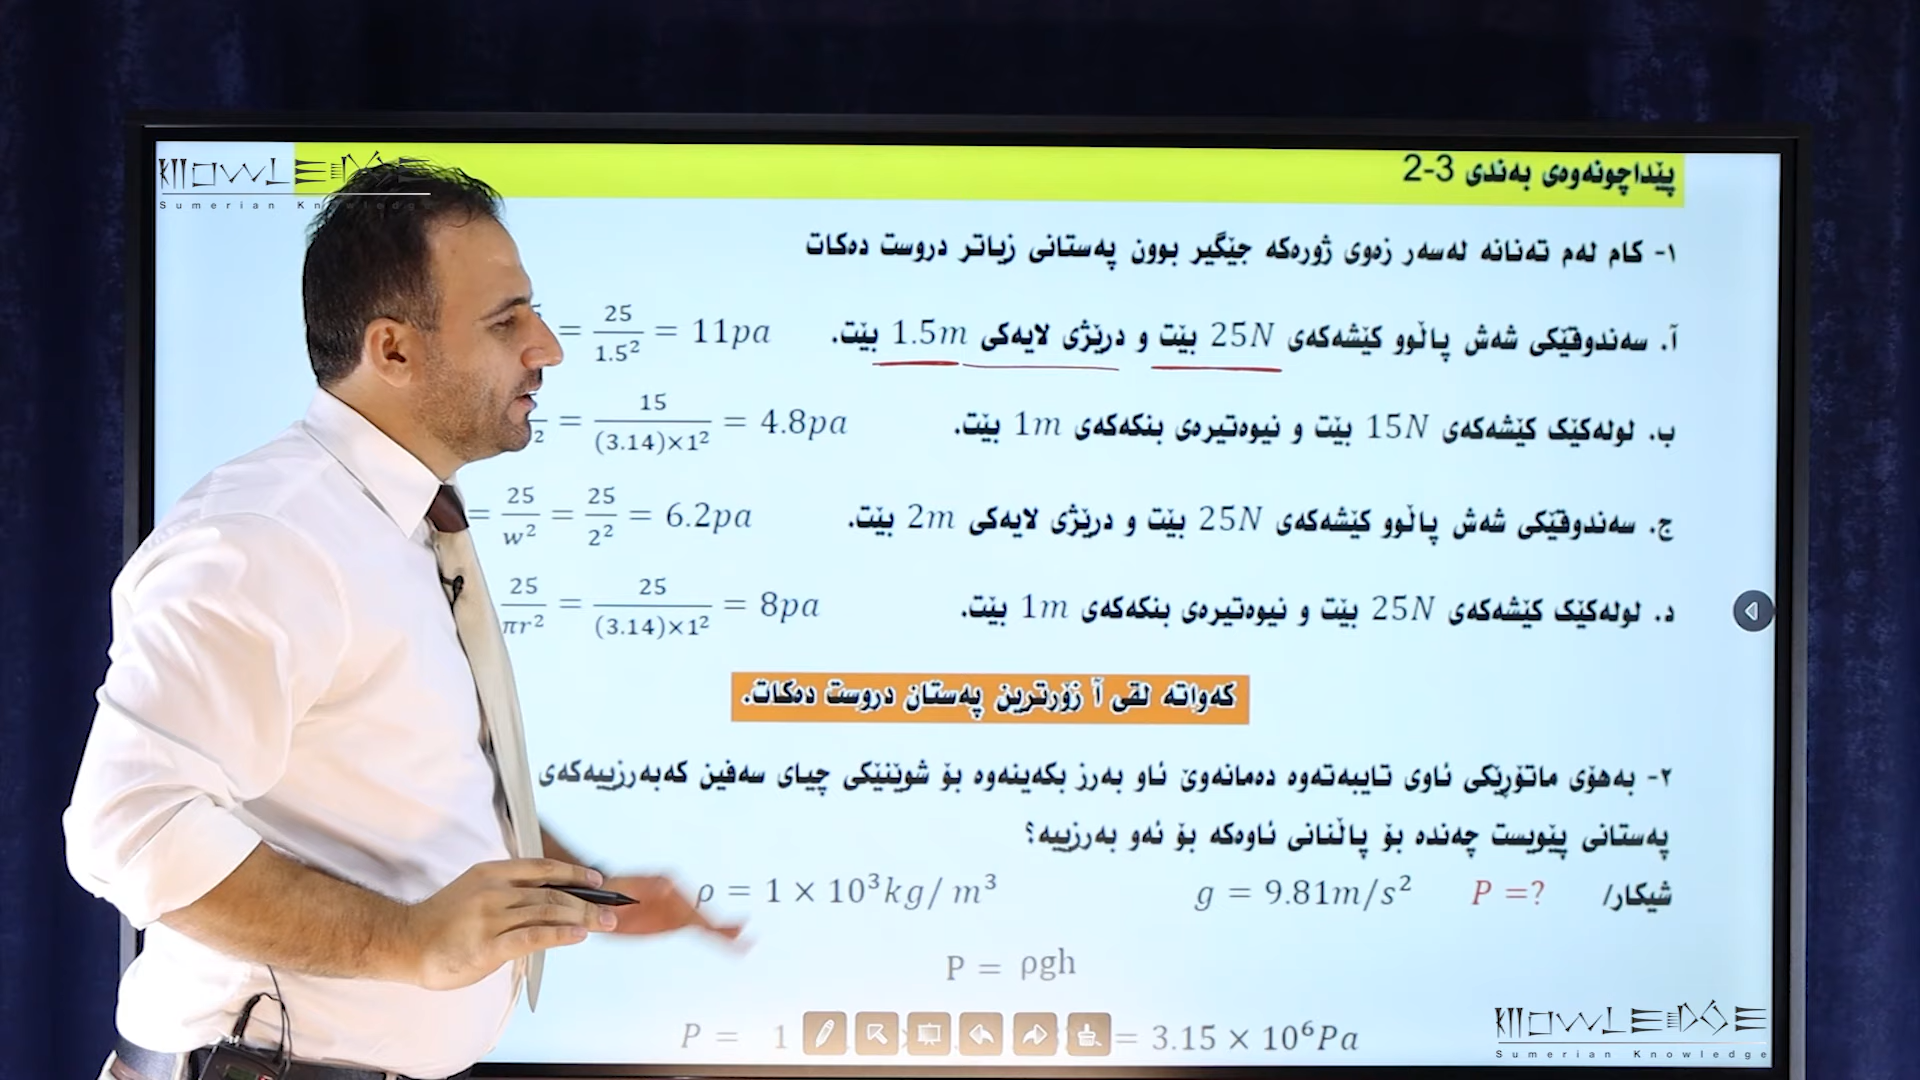 KNOWLEDGE
Sumerian Knowledge
پێداچونەوەی بەندی 3-2
١- کام لەم تەنانە لەسەر زەوی ژورەکە جێگیر بوون پەستانی زیاتر دروست دەکات
آ. سەندوقێکی شەش پاڵوو کێشەکەی 25N بێت و درێژی لایەکی 1.5m بێت.
= 25/1.5² = 11pa
ب. لولەکێک کێشەکەی 15N بێت و نیوەتیرەی بنکەکەی 1m بێت.
= 15/(3.14)×1² = 4.8pa
ج. سەندوقێکی شەش پاڵوو کێشەکەی 25N بێت و درێژی لایەکی 2m بێت.
= 25/w² = 25/2² = 6.2pa
د. لولەکێک کێشەکەی 25N بێت و نیوەتیرەی بنکەکەی 1m بێت.
25/πr² = 25/(3.14)×1² = 8pa
کەواتە لقی آ زۆرترین پەستان دروست دەکات.
٢- بەهۆی ماتۆڕێکی ئاوی تایبەتەوە دەمانەوێ ئاو بەرز بکەینەوە بۆ شوێنێکی چیای سەفین کەبەرزییەکەی
پەستانی پێویست چەندە بۆ پاڵنانی ئاوەکە بۆ ئەو بەرزییە؟
شیکار/ P =? g = 9.81m/s² ρ = 1 × 10³kg/ m³
P = ρgh
P = 1 = 3.15 × 10⁶Pa
KNOWLEDGE
Sumerian Knowledge